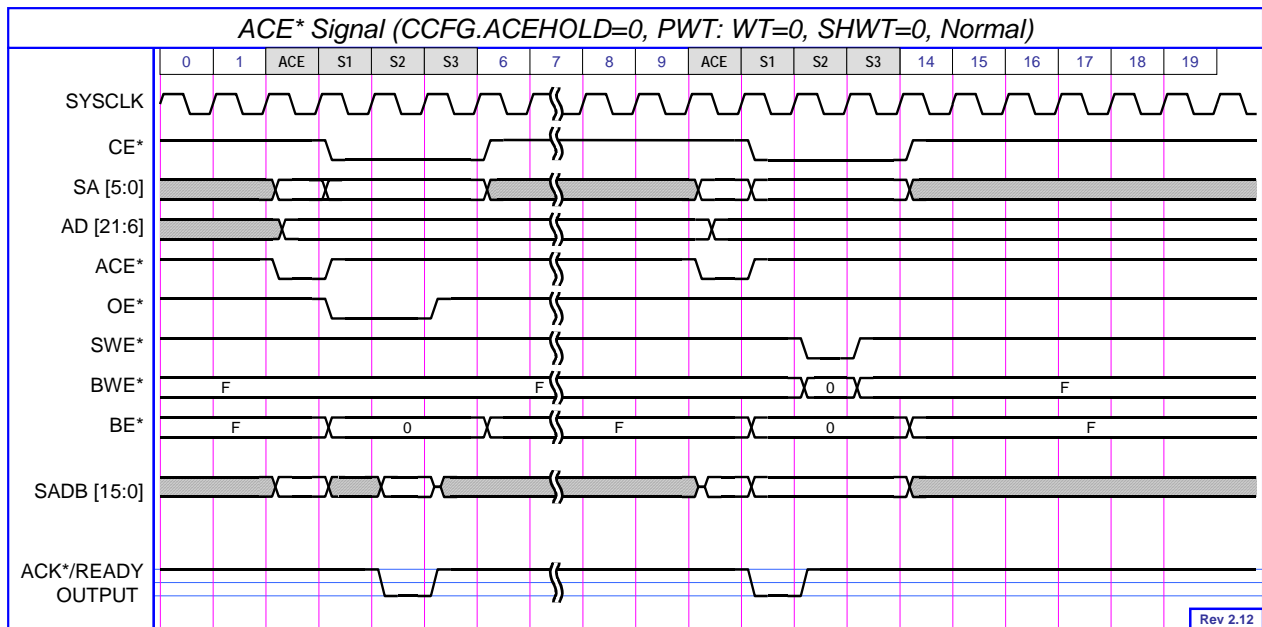 ACE* Signal (CCFG.ACEHOLD=0, PWT: WT=0, SHWT=0, Normal)
0 1 ACE S1 S2 S3 6 7 8 9 ACE S1 S2 S3 14 15 16 17 18 19
SYSCLK
CE*
SA [5:0]
AD [21:6]
ACE*
OE*
SWE*
BWE* F F 0 F
BE* F 0 F 0 F
SADB [15:0]
ACK*/READY
OUTPUT
Rev 2.12